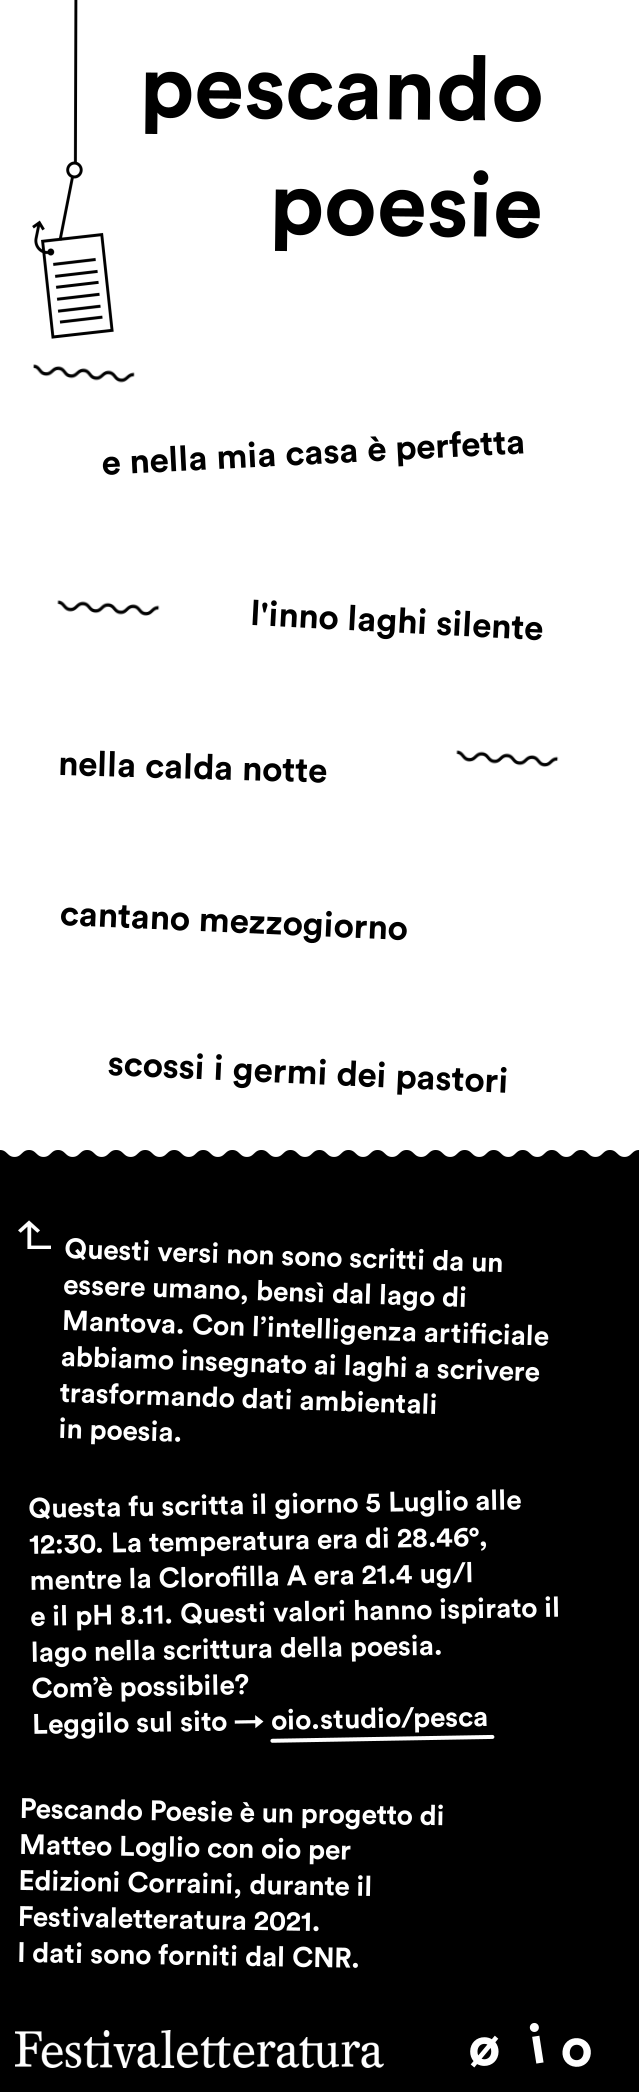 pescando
poesie
e nella mia casa è perfetta
l'inno laghi silente
nella calda notte
cantano mezzogiorno
scossi i germi dei pastori
Questi versi non sono scritti da un
essere umano, bensì dal lago di
Mantova. Con l’intelligenza artificiale
abbiamo insegnato ai laghi a scrivere
trasformando dati ambientali
in poesia.
Questa fu scritta il giorno 5 Luglio alle
12:30. La temperatura era di 28.46°,
mentre la Clorofilla A era 21.4 ug/l
e il pH 8.11. Questi valori hanno ispirato il
lago nella scrittura della poesia.
Com’è possibile?
Leggilo sul sito → oio.studio/pesca
Pescando Poesie è un progetto di
Matteo Loglio con oio per
Edizioni Corraini, durante il
Festivaletteratura 2021.
I dati sono forniti dal CNR.
Festivaletteratura øio